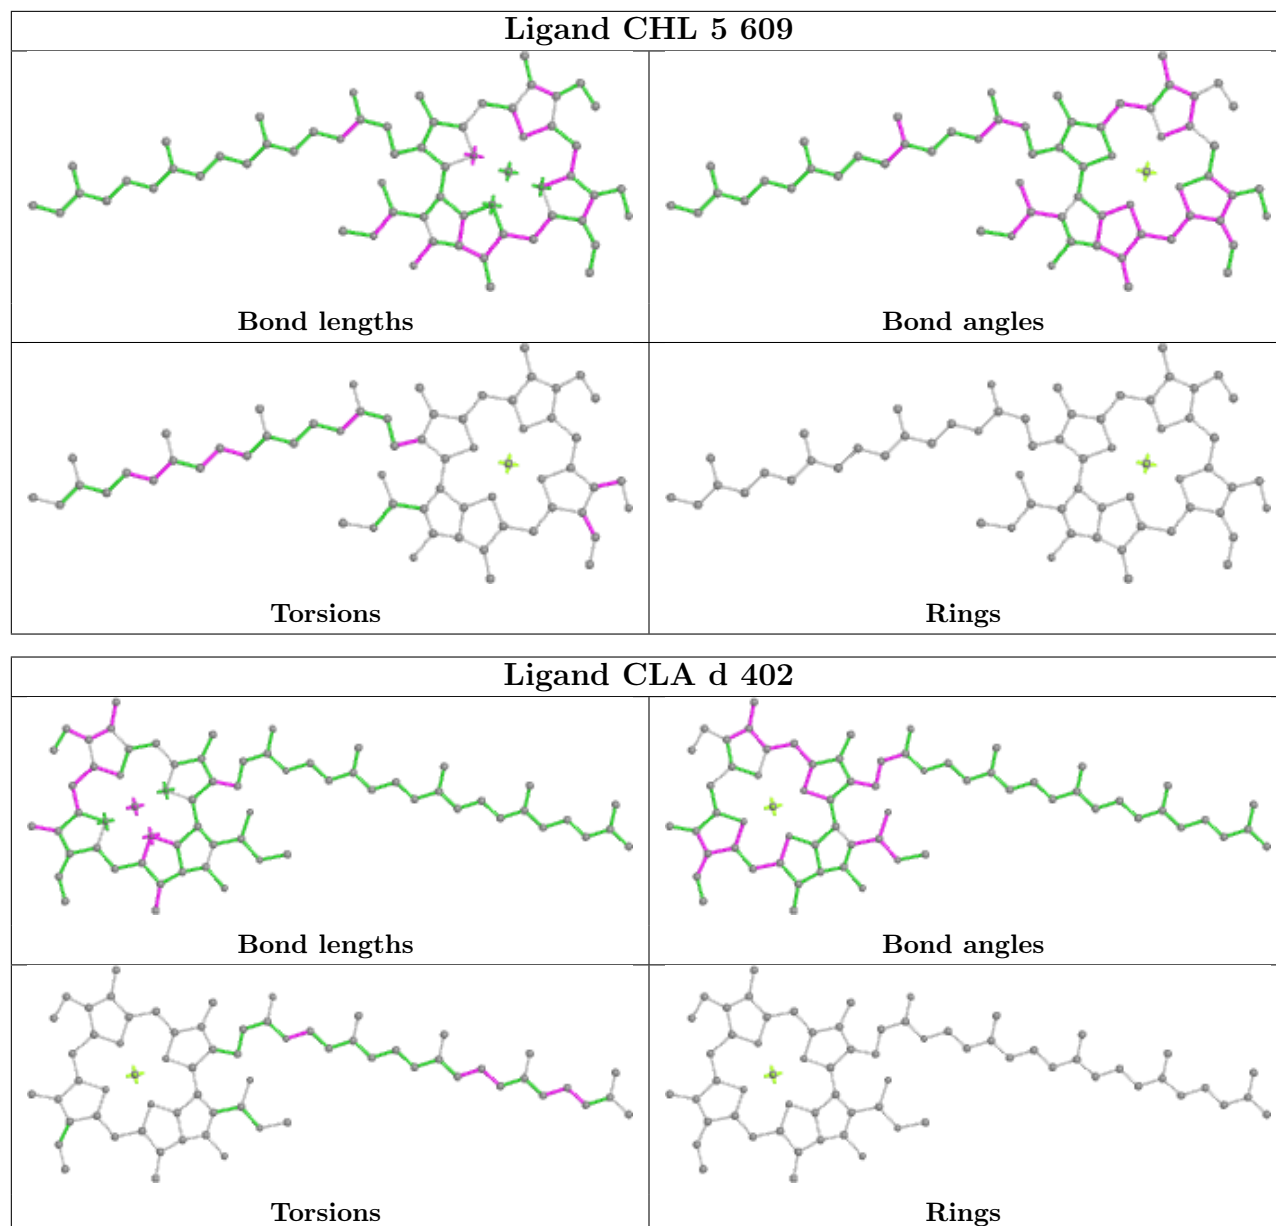 Ligand CHL 5 609
Bond lengths
Bond angles
Torsions
Rings
Ligand CLA d 402
Bond lengths
Bond angles
Torsions
Rings